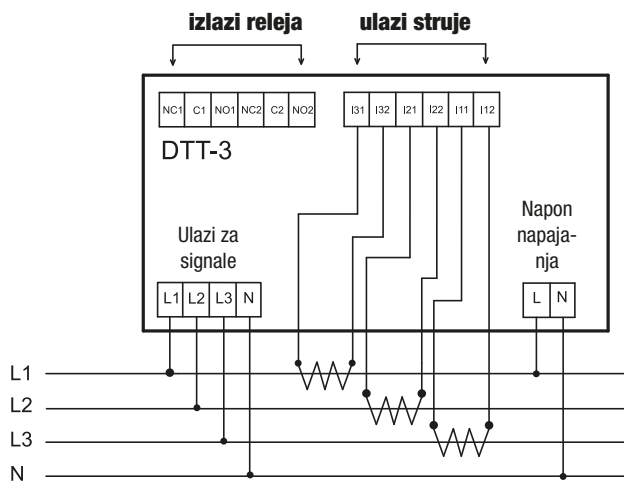 izlazi releja ulazi struje
NC1 C1 NO1 NC2 C2 NO2 I31 I32 I21 I22 I11 I12
DTT-3
Ulazi za
signale
Napon
napaja-
nja
L1 L2 L3 N L N
L1
L2
L3
N